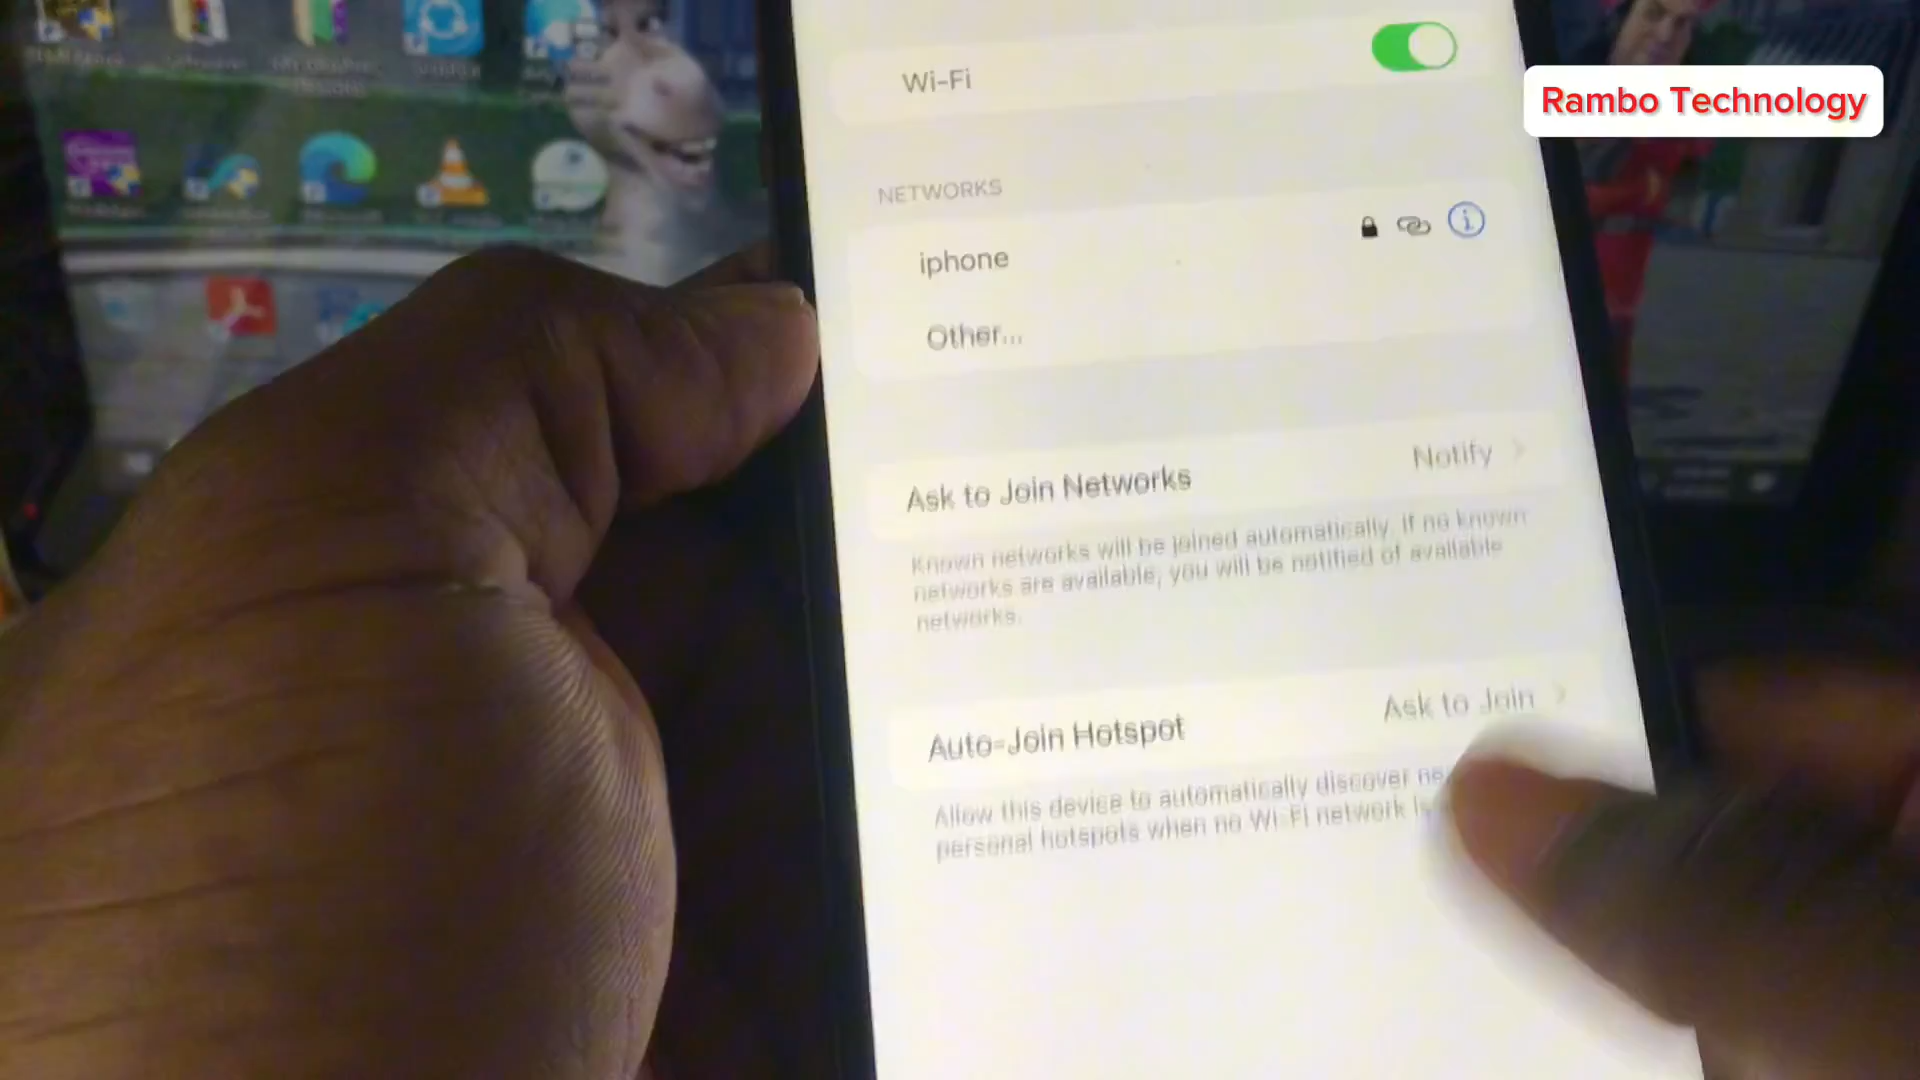 Wi-Fi
Rambo Technology
NETWORKS
iphone
Other...
Ask to Join Networks
Notify
Known networks will be joined automatically. If no known
networks are available, you will be notified of available
networks.
Auto-Join Hotspot
Ask to Join
Allow this device to automatically discover
personal hotspots when no Wi-Fi network is